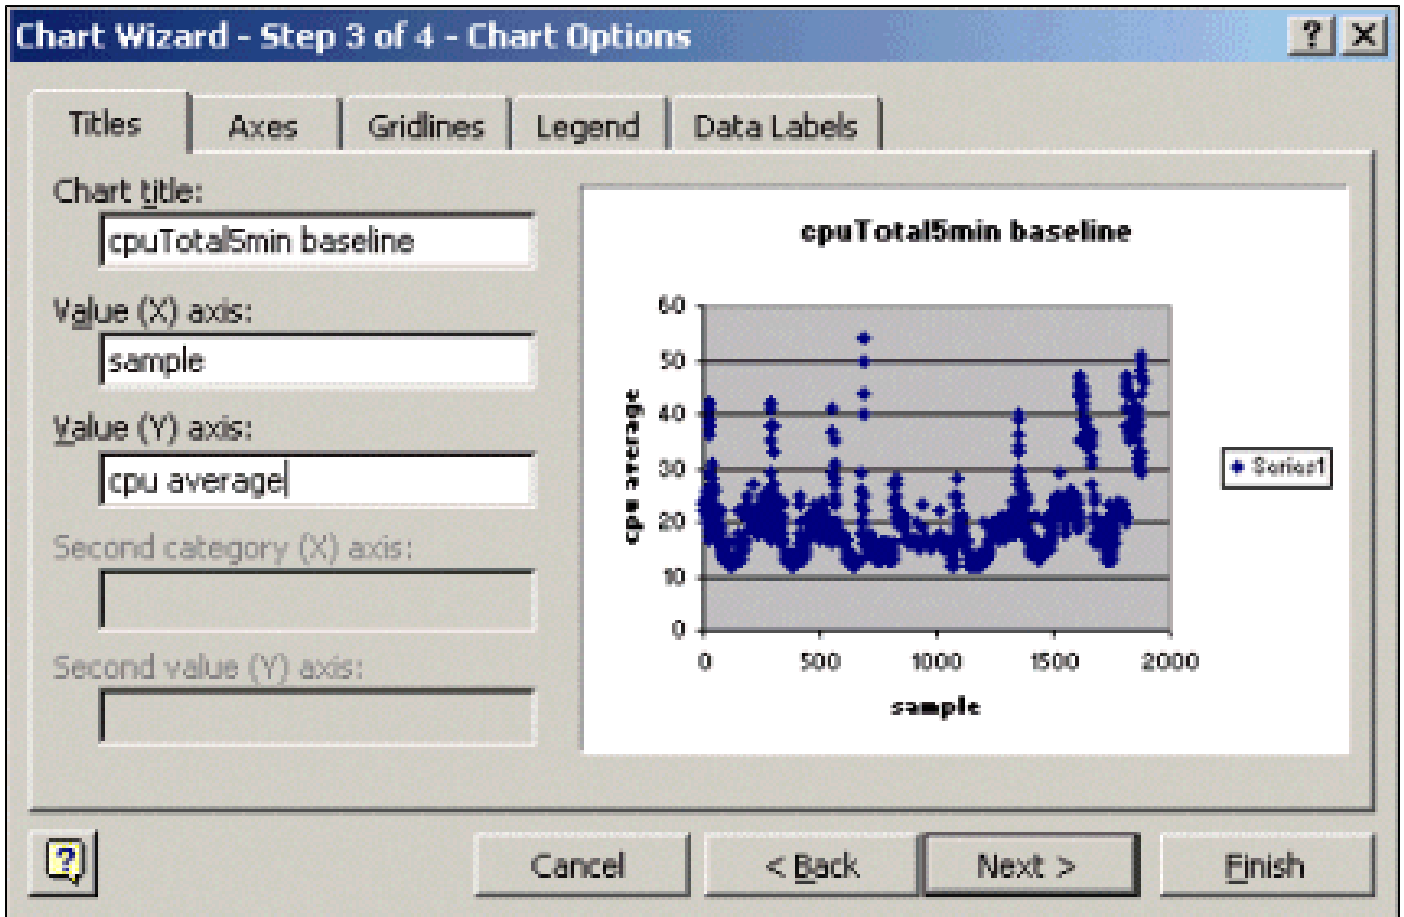 Chart Wizard - Step 3 of 4 - Chart Options
Titles
Axes
Gridlines
Legend
Data Labels
Chart title:
cpuTotal5min baseline
Value (X) axis:
sample
Value (Y) axis:
cpu average
Second category (X) axis:
Second value (Y) axis:
cpuTotal5min baseline
cpu average
60
50
40
30
20
10
0
0 500 1000 1500 2000
sample
Series1
Cancel
< Back
Next >
Finish